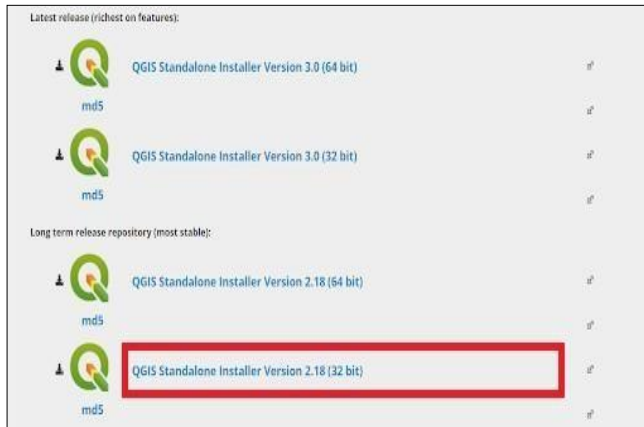 Latest release (richest on features):
QGIS Standalone Installer Version 3.0 (64 bit)
md5
QGIS Standalone Installer Version 3.0 (32 bit)
md5
Long term release repository (most stable):
QGIS Standalone Installer Version 2.18 (64 bit)
md5
QGIS Standalone Installer Version 2.18 (32 bit)
md5